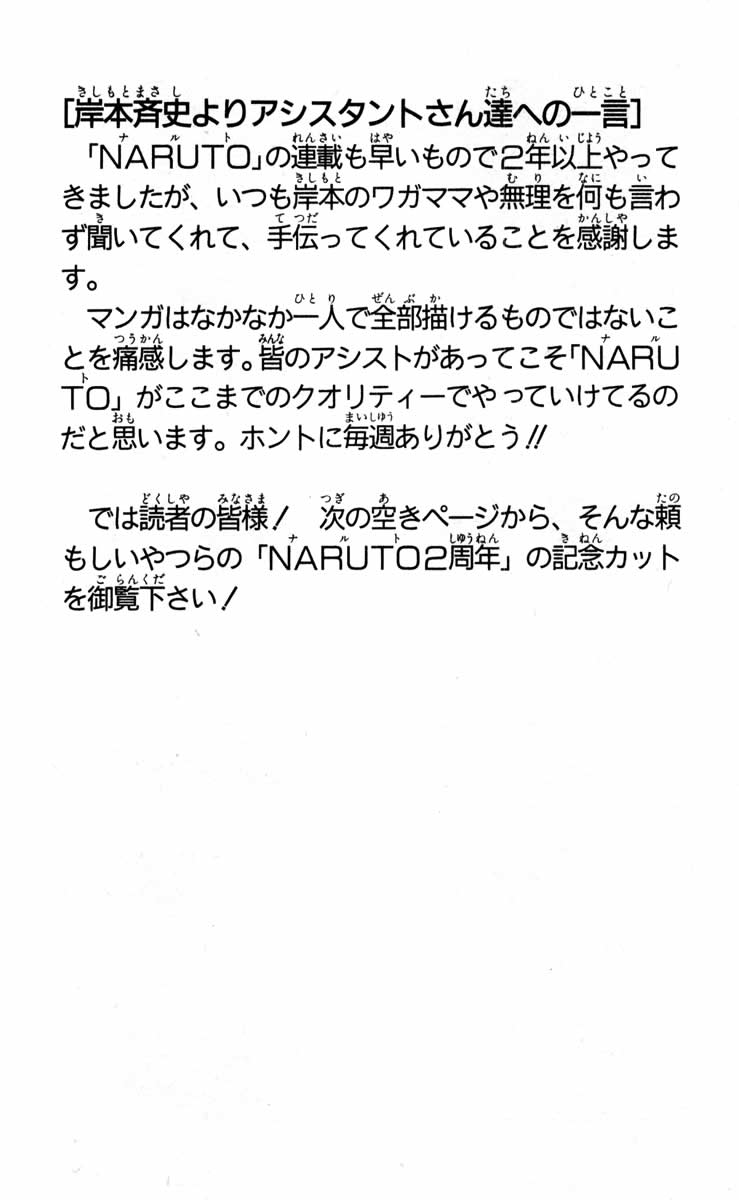 [岸本斉史よりアシスタントさん達への一言]
「NARUTO」の連載も早いもので2年以上やって
きましたが、いつも岸本のワガママや無理を何も言わ
ず聞いてくれて、手伝ってくれていることを感謝しま
す。
マンガはなかなか一人で全部描けるものではないこ
とを痛感します。皆のアシストがあってこそ「NARU
TO」がここまでのクオリティーでやっていけてるの
だと思います。ホントに毎週ありがとう!!
では読者の皆様! 次の空きページから、そんな頼
もしいやつらの「NARUTO2周年」の記念カット
を御覧下さい!